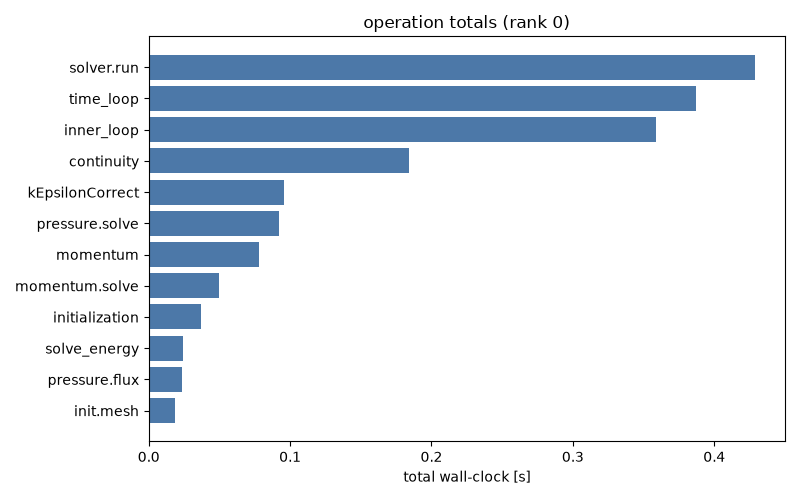 operation totals (rank 0)
solver.run
time_loop
inner_loop
continuity
kEpsilonCorrect
pressure.solve
momentum
momentum.solve
initialization
solve_energy
pressure.flux
init.mesh
0.0 0.1 0.2 0.3 0.4
total wall-clock [s]